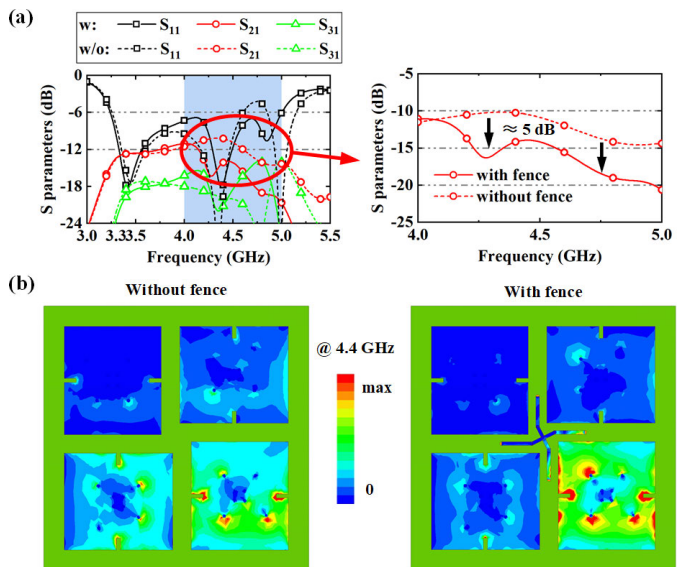 (a)
w: S11 S21 S31
w/o: S11 S21 S31
S parameters (dB)
0
-6
-12
-18
-24
3.0 3.3 3.5 4.0 4.5 5.0 5.5
Frequency (GHz)
S parameters (dB)
-5
-10
-15
-20
-25
≈ 5 dB
with fence
without fence
4.0 4.5 5.0
Frequency (GHz)
(b)
Without fence
With fence
@ 4.4 GHz
max
0